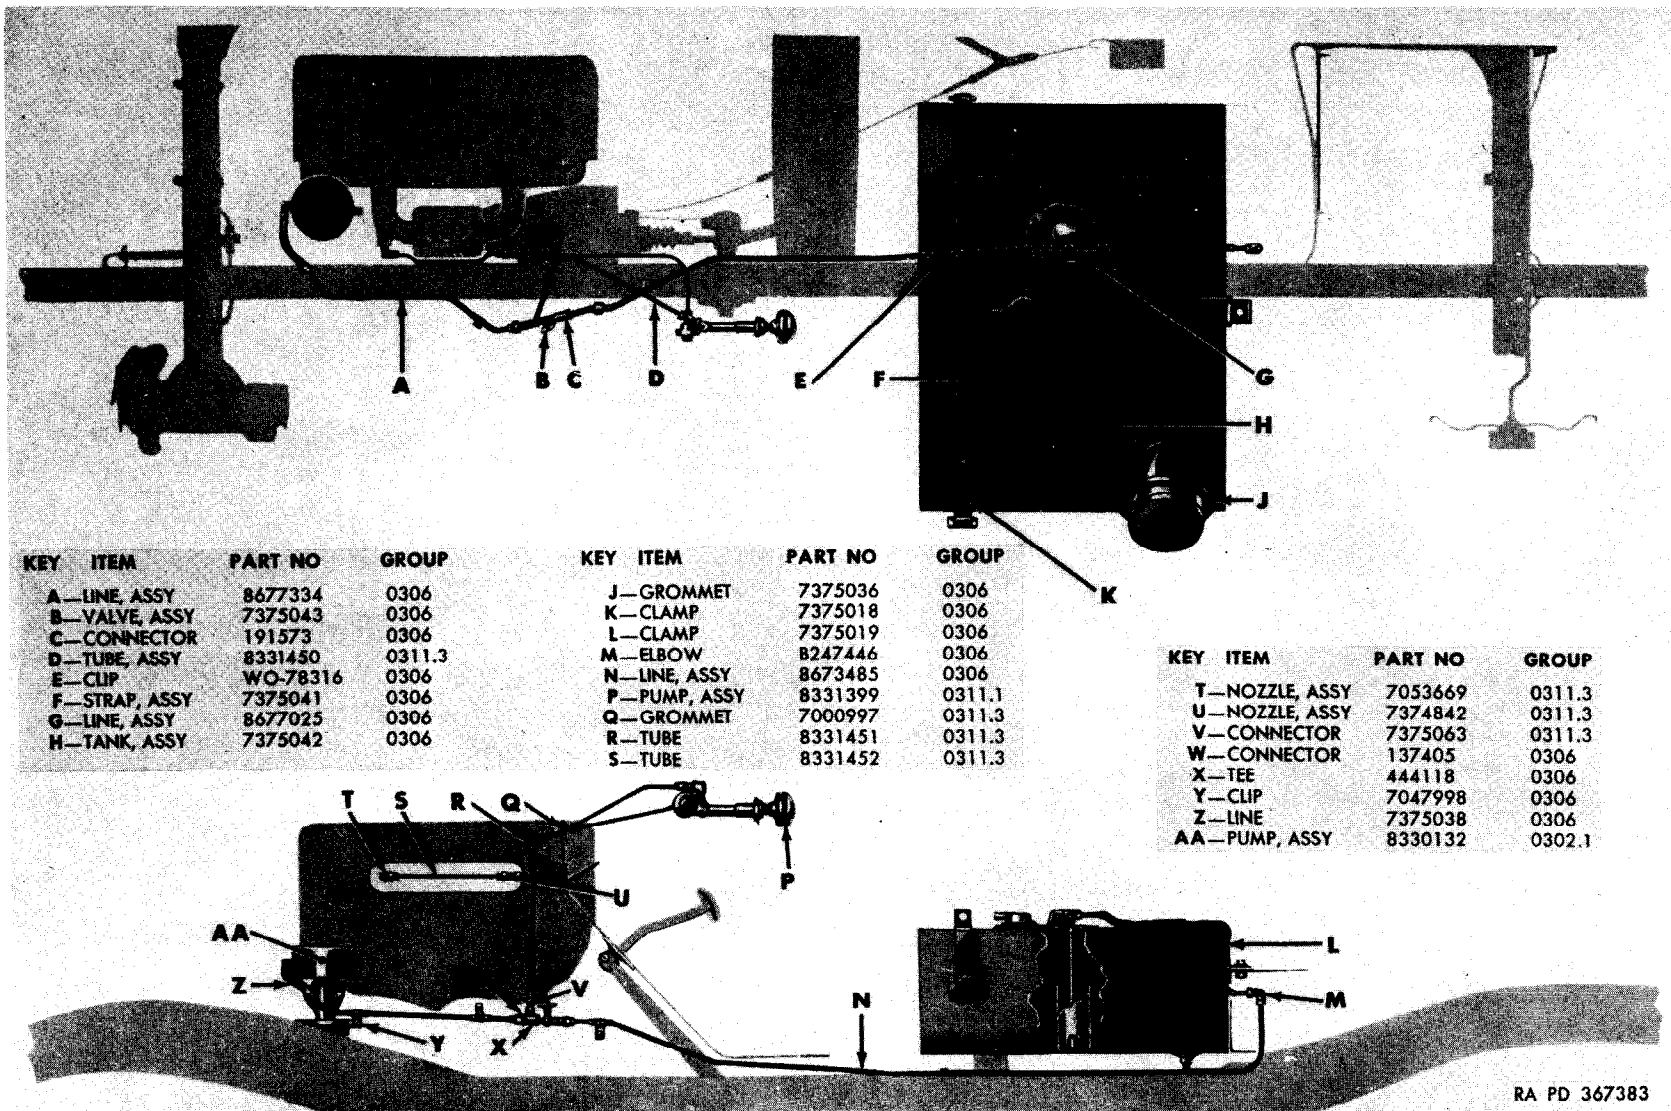 A
B
C
D
E
F
G
H
J
K
KEY ITEM PART NO GROUP
A—LINE, ASSY 8677334 0306
B—VALVE, ASSY 7375043 0306
C—CONNECTOR 191573 0306
D—TUBE, ASSY 8331450 0311.3
E—CLIP WO-78316 0306
F—STRAP, ASSY 7375041 0306
G—LINE, ASSY 8677025 0306
H—TANK, ASSY 7375042 0306
KEY ITEM PART NO GROUP
J—GROMMET 7375036 0306
K—CLAMP 7375018 0306
L—CLAMP 7375019 0306
M—ELBOW B247446 0306
N—LINE, ASSY 8673485 0306
P—PUMP, ASSY 8331399 0311.1
Q—GROMMET 7000997 0311.3
R—TUBE 8331451 0311.3
S—TUBE 8331452 0311.3
KEY ITEM PART NO GROUP
T—NOZZLE, ASSY 7053669 0311.3
U—NOZZLE, ASSY 7374842 0311.3
V—CONNECTOR 7375063 0311.3
W—CONNECTOR 137405 0306
X—TEE 444118 0306
Y—CLIP 7047998 0306
Z—LINE 7375038 0306
AA—PUMP, ASSY 8330132 0302.1
T
S
R
Q
P
U
AA
Z
V
Y
X
N
L
M
RA PD 367383